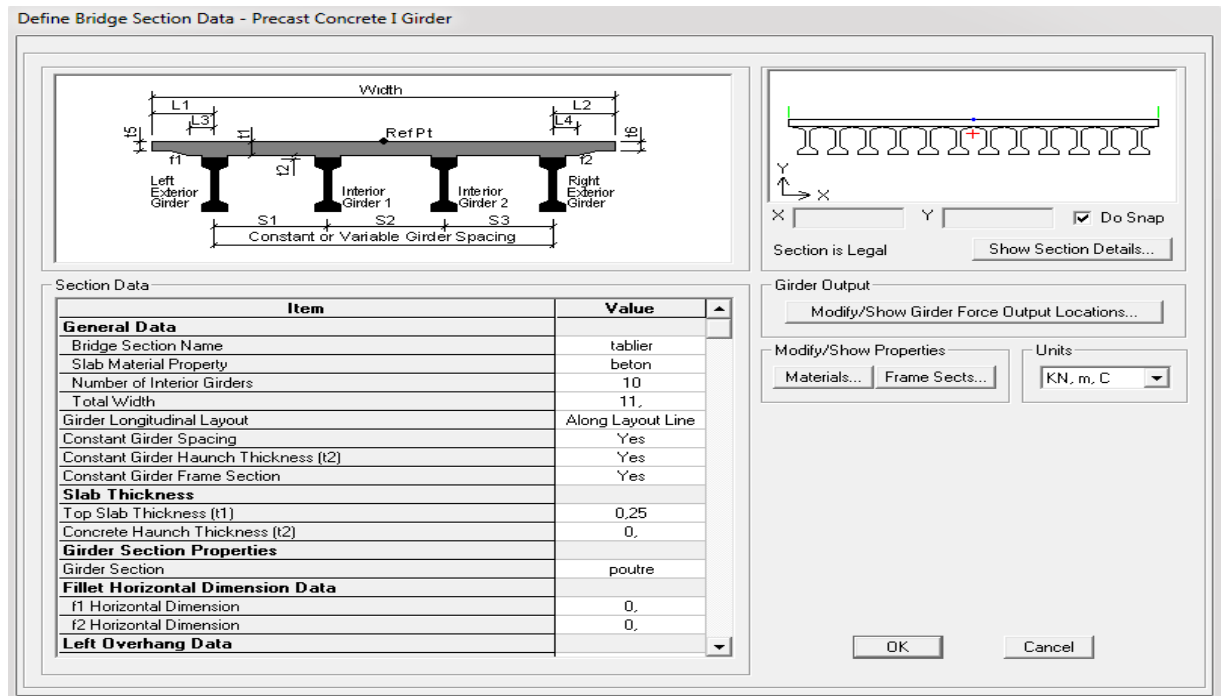 Define Bridge Section Data - Precast Concrete I Girder
Width
L1
L2
L3
L4
t5
t1
Ref Pt
t6
f1
t2
f2
Left Exterior Girder
Interior Girder 1
Interior Girder 2
Right Exterior Girder
S1
S2
S3
Constant or Variable Girder Spacing
Y
X
X
Y
Do Snap
Section is Legal
Show Section Details...
Section Data
Item Value
General Data
Bridge Section Name tablier
Slab Material Property beton
Number of Interior Girders 10
Total Width 11,
Girder Longitudinal Layout Along Layout Line
Constant Girder Spacing Yes
Constant Girder Haunch Thickness (t2) Yes
Constant Girder Frame Section Yes
Slab Thickness
Top Slab Thickness (t1) 0,25
Concrete Haunch Thickness (t2) 0,
Girder Section Properties
Girder Section poutre
Fillet Horizontal Dimension Data
f1 Horizontal Dimension 0,
f2 Horizontal Dimension 0,
Left Overhang Data
Girder Output
Modify/Show Girder Force Output Locations...
Modify/Show Properties
Materials...
Frame Sects...
Units
KN, m, C
OK
Cancel